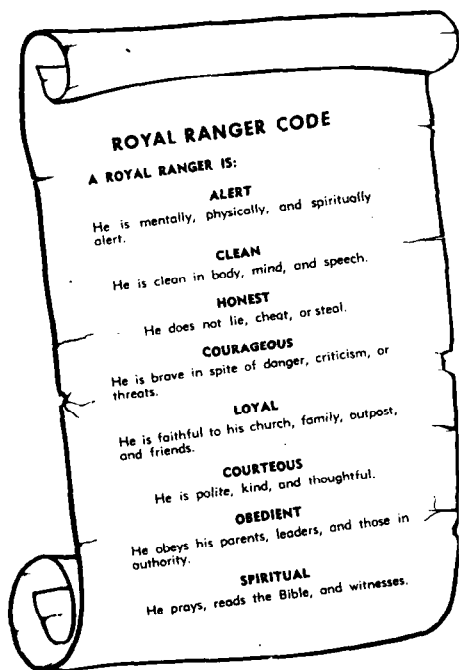 ROYAL RANGER CODE
A ROYAL RANGER IS:
ALERT
He is mentally, physically, and spiritually
alert.
CLEAN
He is clean in body, mind, and speech.
HONEST
He does not lie, cheat, or steal.
COURAGEOUS
He is brave in spite of danger, criticism, or
threats.
LOYAL
He is faithful to his church, family, outpost,
and friends.
COURTEOUS
He is polite, kind, and thoughtful.
OBEDIENT
He obeys his parents, leaders, and those in
authority.
SPIRITUAL
He prays, reads the Bible, and witnesses.